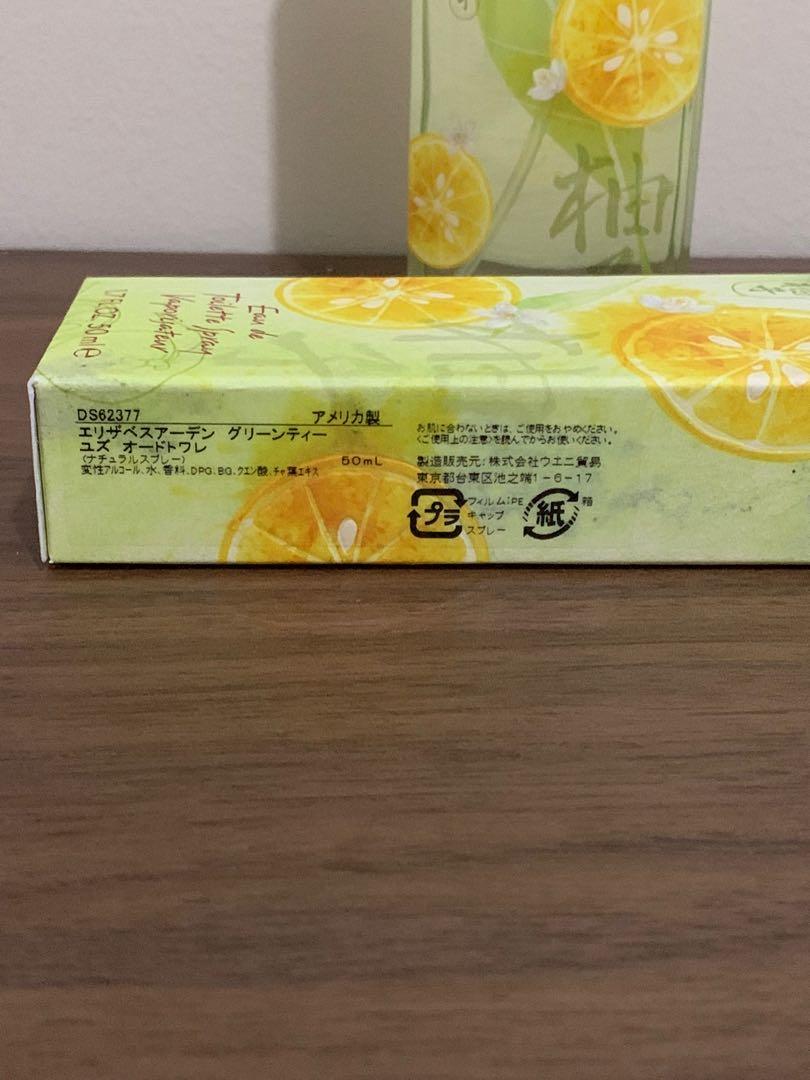 柚
Eau de
Toilette Spray
Vaporisateur
1.7 FL.OZ. 50ml e
DS62377 アメリカ製
エリザベスアーデン グリーンティー
ユズ オードトワレ
(ナチュラルスプレー) 50mL
変性アルコール、水、香料、DPG、BG、クエン酸、チャ葉エキス
お肌に合わないときは、ご使用をおやめください。
〈ご使用上の注意〉を読んでからお使いください。
製造販売元:株式会社ウエニ貿易
東京都台東区池之端1-6-17
プラ
フィルム:PE
キャップ
スプレー
紙
箱